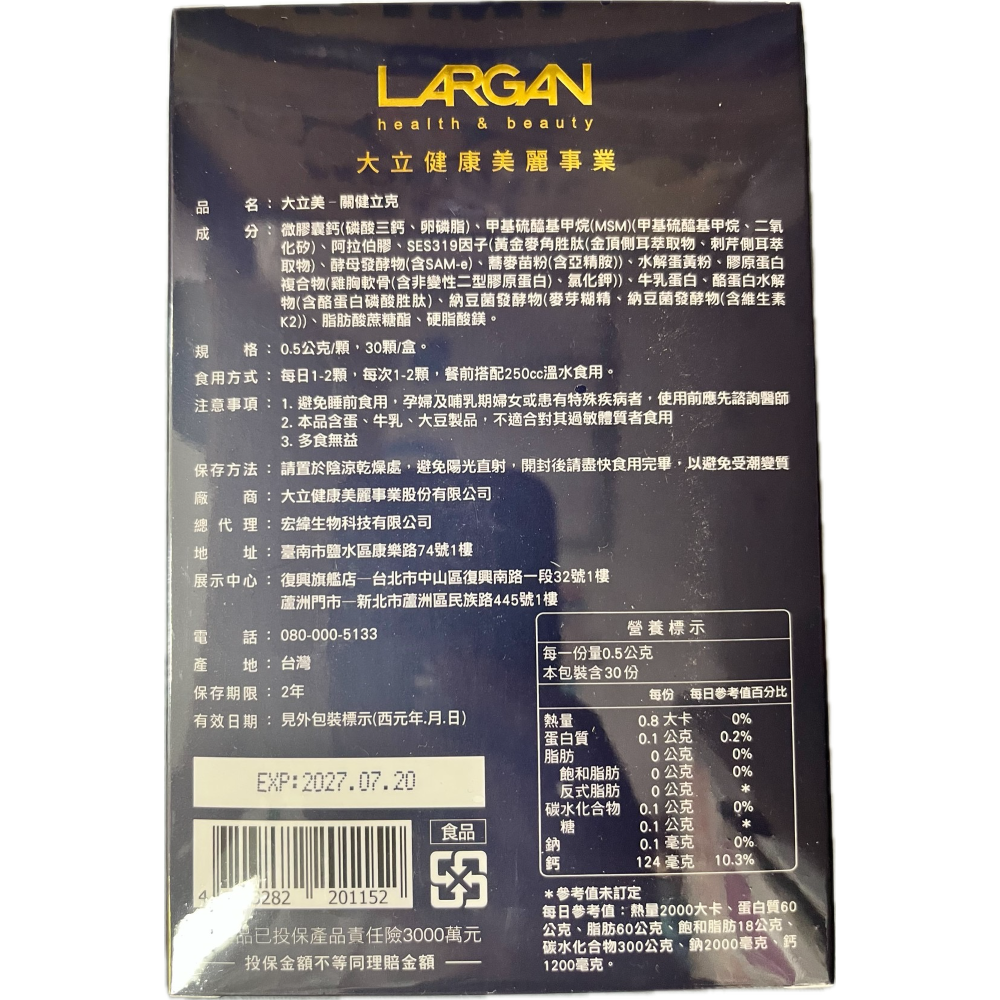 LARGAN
health & beauty
大立健康美麗事業
品名：大立美－關健立克
成分：微膠囊鈣(磷酸三鈣、卵磷脂)、甲基硫醯基甲烷(MSM)(甲基硫醯基甲烷、二氧
化矽)、阿拉伯膠、SES319因子(黃金麥角胜肽(金頂側耳萃取物、刺芹側耳萃
取物)、酵母發酵物(含SAM-e)、蕎麥苗粉(含亞精胺))、水解蛋黃粉、膠原蛋白
複合物(雞胸軟骨(含非變性二型膠原蛋白)、氯化鉀))、牛乳蛋白、酪蛋白水解
物(含酪蛋白磷酸胜肽)、納豆菌發酵物(麥芽糊精、納豆菌發酵物(含維生素
K2))、脂肪酸蔗糖酯、硬脂酸鎂。
規格：0.5公克/顆，30顆/盒。
食用方式：每日1-2顆，每次1-2顆，餐前搭配250cc溫水食用。
注意事項：1. 避免睡前食用，孕婦及哺乳期婦女或患有特殊疾病者，使用前應先諮詢醫師
2. 本品含蛋、牛乳、大豆製品，不適合對其過敏體質者食用
3. 多食無益
保存方法：請置於陰涼乾燥處，避免陽光直射，開封後請盡快食用完畢，以避免受潮變質
廠商：大立健康美麗事業股份有限公司
總代理：宏緯生物科技有限公司
地址：臺南市鹽水區康樂路74號1樓
展示中心：復興旗艦店—台北市中山區復興南路一段32號1樓
蘆洲門市—新北市蘆洲區民族路445號1樓
電話：080-000-5133
產地：台灣
保存期限：2年
有效日期：見外包裝標示(西元年.月.日)
EXP:2027.07.20
食品
4 282 201152
品已投保產品責任險3000萬元
投保金額不等同理賠金額
營養標示
每一份量0.5公克
本包裝含30份
每份 每日參考值百分比
熱量 0.8 大卡 0%
蛋白質 0.1 公克 0.2%
脂肪 0 公克 0%
飽和脂肪 0 公克 0%
反式脂肪 0 公克 *
碳水化合物 0.1 公克 0%
糖 0.1 公克 *
鈉 0.1 毫克 0%
鈣 124 毫克 10.3%
*參考值未訂定
每日參考值：熱量2000大卡、蛋白質60
公克、脂肪60公克、飽和脂肪18公克、
碳水化合物300公克、鈉2000毫克、鈣
1200毫克。